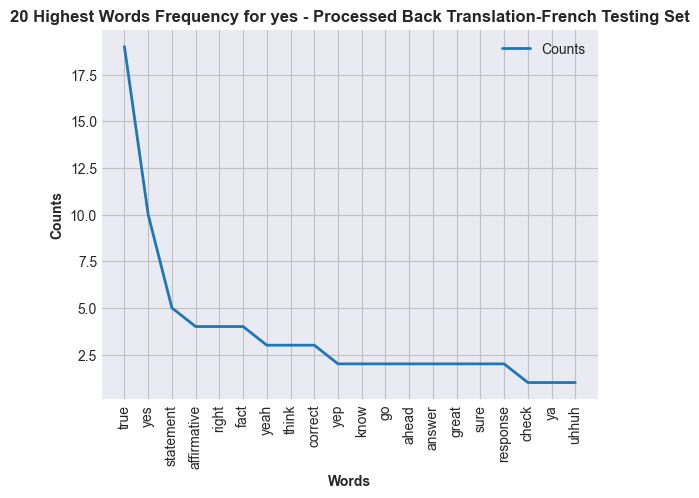 20 Highest Words Frequency for yes - Processed Back Translation-French Testing Set
Counts
17.5
15.0
12.5
10.0
7.5
5.0
2.5
Counts
true
yes
statement
affirmative
right
fact
yeah
think
correct
yep
know
go
ahead
answer
great
sure
response
check
ya
uhhuh
Words